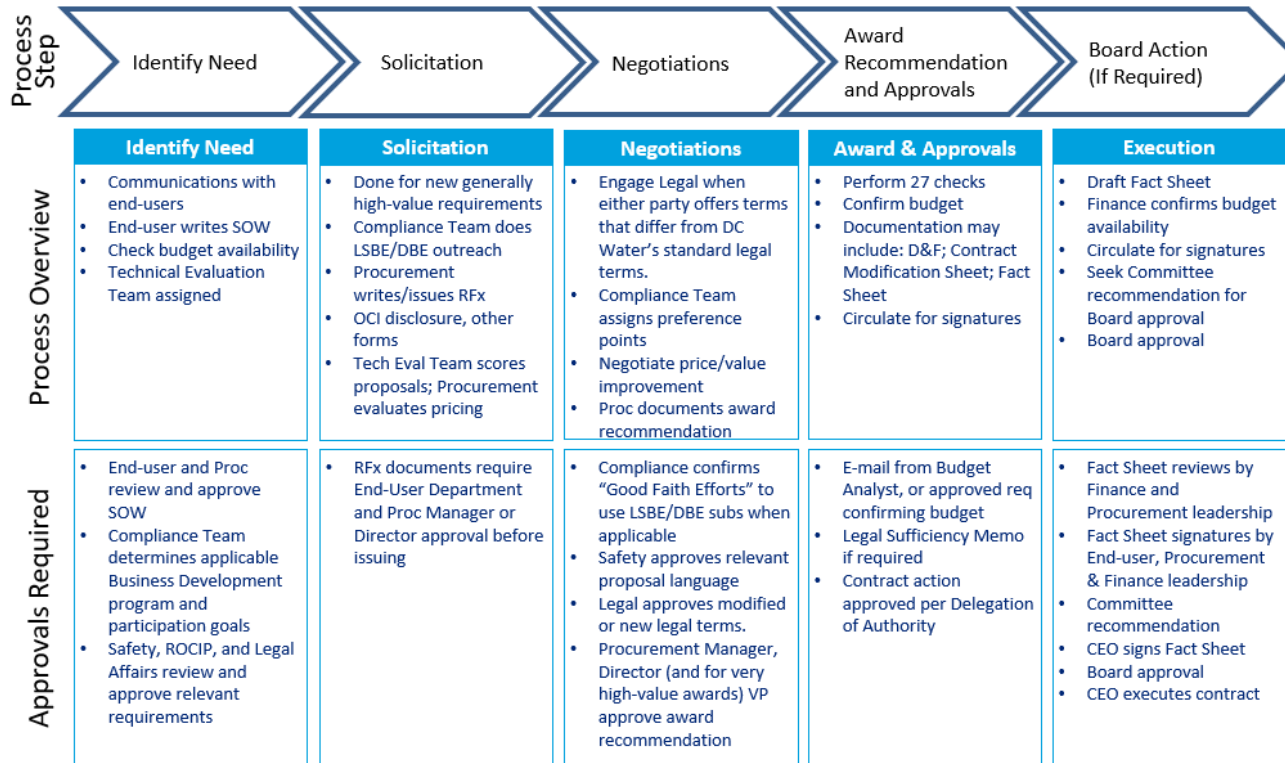 Process
Step
Identify Need
Solicitation
Negotiations
Award
Recommendation
and Approvals
Board Action
(If Required)
Process Overview
Identify Need
• Communications with
end-users
• End-user writes SOW
• Check budget availability
• Technical Evaluation
Team assigned
Solicitation
• Done for new generally
high-value requirements
• Compliance Team does
LSBE/DBE outreach
• Procurement
writes/issues RFx
• OCI disclosure, other
forms
• Tech Eval Team scores
proposals; Procurement
evaluates pricing
Negotiations
• Engage Legal when
either party offers terms
that differ from DC
Water’s standard legal
terms.
• Compliance Team
assigns preference
points
• Negotiate price/value
improvement
• Proc documents award
recommendation
Award & Approvals
• Perform 27 checks
• Confirm budget
• Documentation may
include: D&F; Contract
Modification Sheet; Fact
Sheet
• Circulate for signatures
Execution
• Draft Fact Sheet
• Finance confirms budget
availability
• Circulate for signatures
• Seek Committee
recommendation for
Board approval
• Board approval
Approvals Required
• End-user and Proc
review and approve
SOW
• Compliance Team
determines applicable
Business Development
program and
participation goals
• Safety, ROCIP, and Legal
Affairs review and
approve relevant
requirements
• RFx documents require
End-User Department
and Proc Manager or
Director approval before
issuing
• Compliance confirms
“Good Faith Efforts” to
use LSBE/DBE subs when
applicable
• Safety approves relevant
proposal language
• Legal approves modified
or new legal terms.
• Procurement Manager,
Director (and for very
high-value awards) VP
approve award
recommendation
• E-mail from Budget
Analyst, or approved req
confirming budget
• Legal Sufficiency Memo
if required
• Contract action
approved per Delegation
of Authority
• Fact Sheet reviews by
Finance and
Procurement leadership
• Fact Sheet signatures by
End-user, Procurement
& Finance leadership
• Committee
recommendation
• CEO signs Fact Sheet
• Board approval
• CEO executes contract